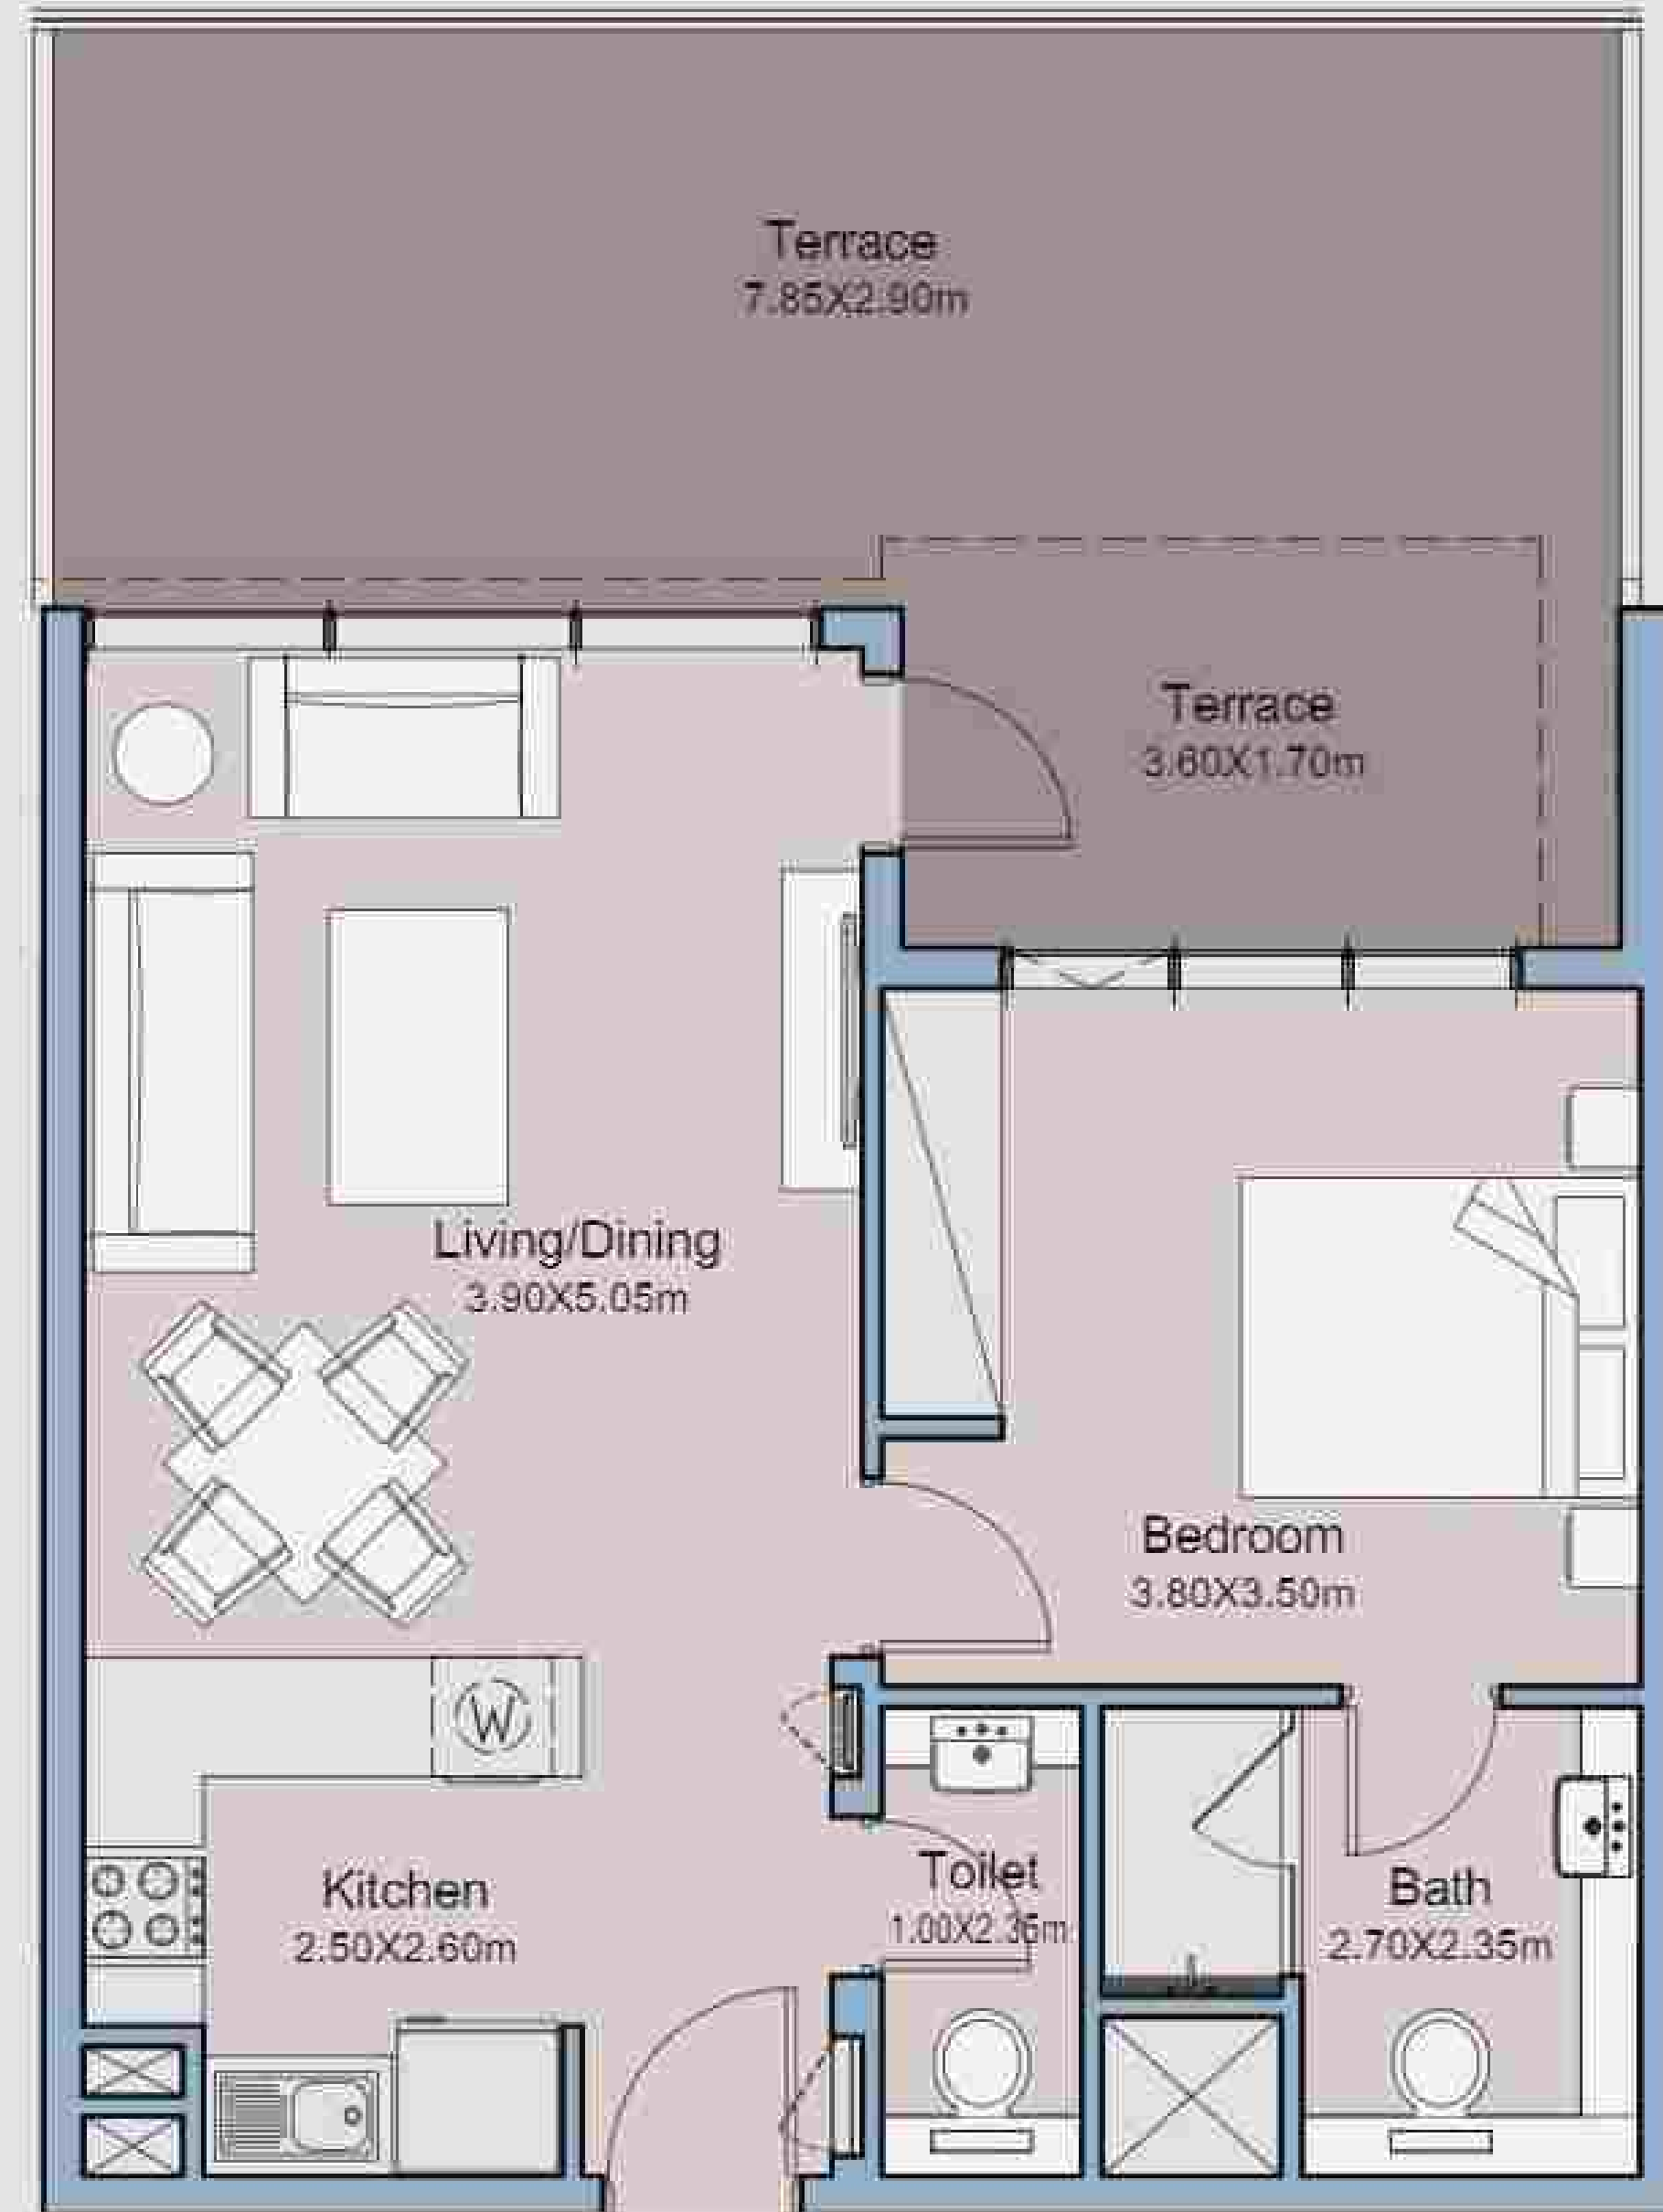 Terrace
7.85X2.90m
Terrace
3.60X1.70m
Living/Dining
3.90X5.05m
Bedroom
3.80X3.50m
W
Kitchen
2.50X2.60m
Toilet
1.00X2.35m
Bath
2.70X2.35m